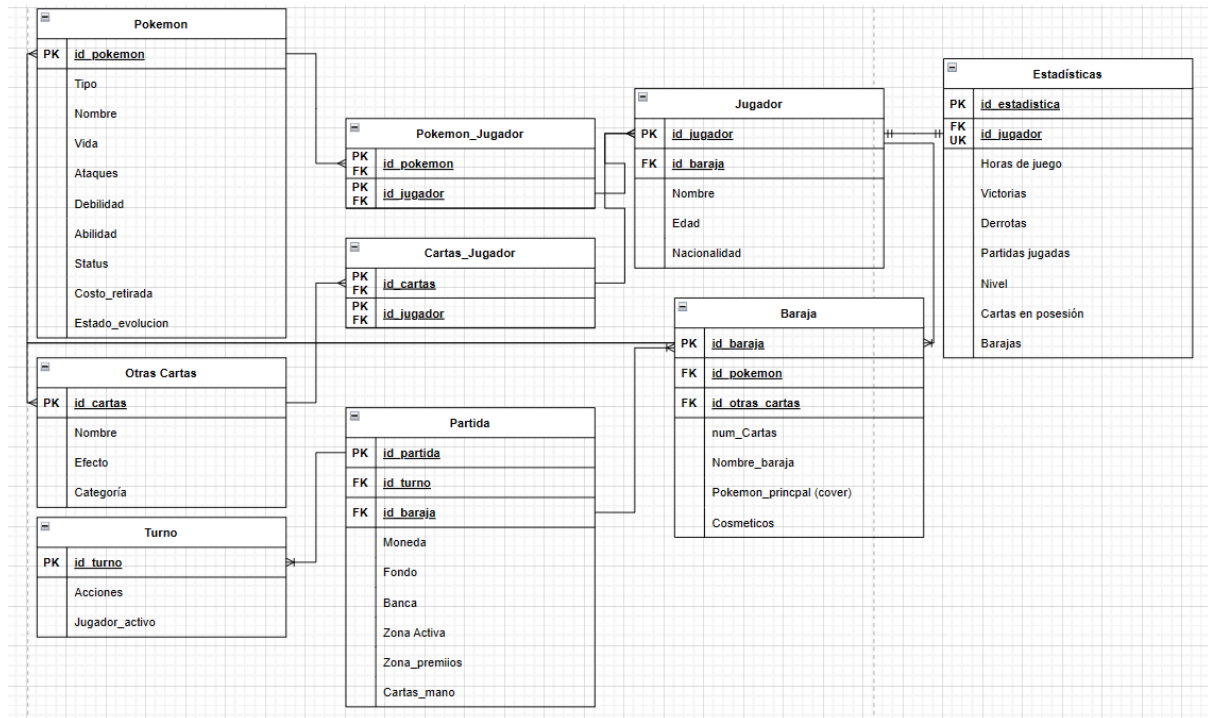 Pokemon
PK id_pokemon
Tipo
Nombre
Vida
Ataques
Debilidad
Abilidad
Status
Costo_retirada
Estado_evolucion
Otras Cartas
PK id_cartas
Nombre
Efecto
Categoría
Turno
PK id_turno
Acciones
Jugador_activo
Pokemon_Jugador
PK
FK id_pokemon
PK
FK id_jugador
Cartas_Jugador
PK
FK id_cartas
PK
FK id_jugador
Partida
PK id_partida
FK id_turno
FK id_baraja
Moneda
Fondo
Banca
Zona Activa
Zona_premiios
Cartas_mano
Jugador
PK id_jugador
FK id_baraja
Nombre
Edad
Nacionalidad
Baraja
PK id_baraja
FK id_pokemon
FK id_otras_cartas
num_Cartas
Nombre_baraja
Pokemon_princpal (cover)
Cosmeticos
Estadísticas
PK id_estadistica
FK
UK id_jugador
Horas de juego
Victorias
Derrotas
Partidas jugadas
Nivel
Cartas en posesión
Barajas